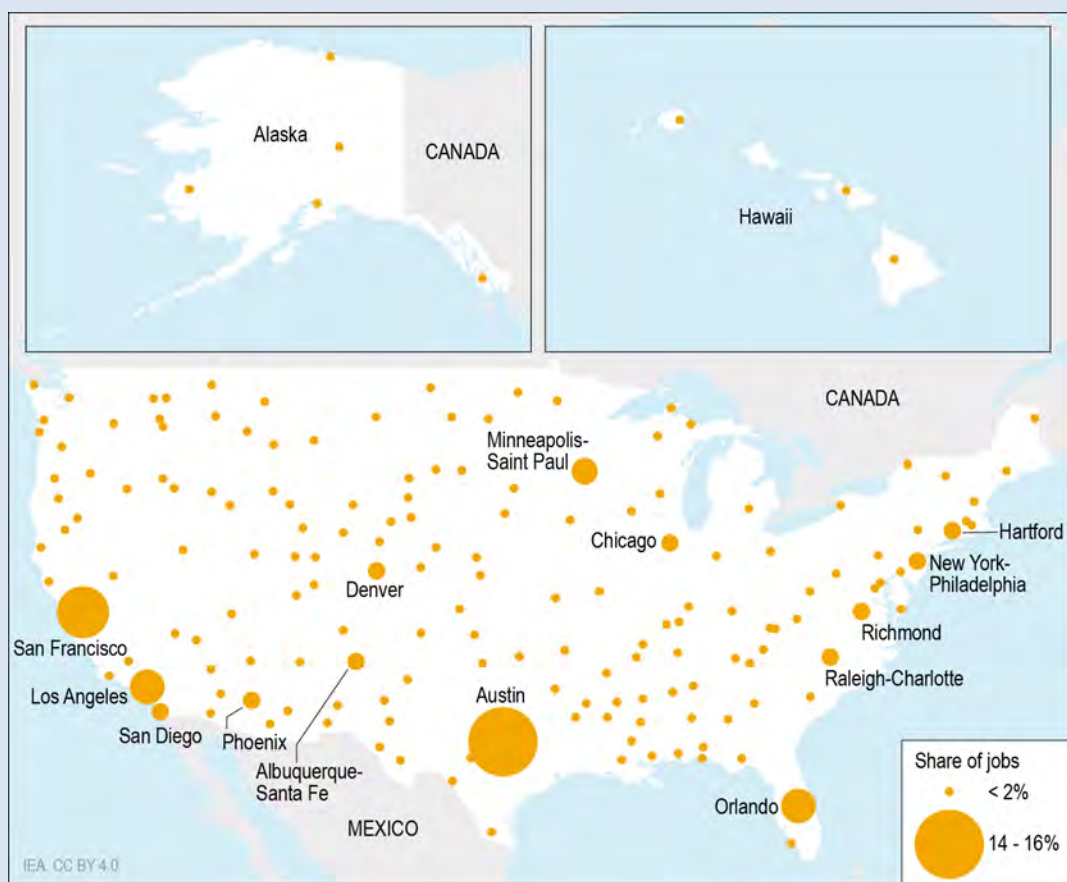 Alaska
CANADA
Hawaii
CANADA
Minneapolis-
Saint Paul
Chicago
Hartford
New York-
Philadelphia
Denver
Richmond
San Francisco
Raleigh-Charlotte
Los Angeles
Austin
San Diego
Phoenix
Albuquerque-
Santa Fe
Orlando
MEXICO
Share of jobs
< 2%
14 - 16%
IEA. CC BY 4.0